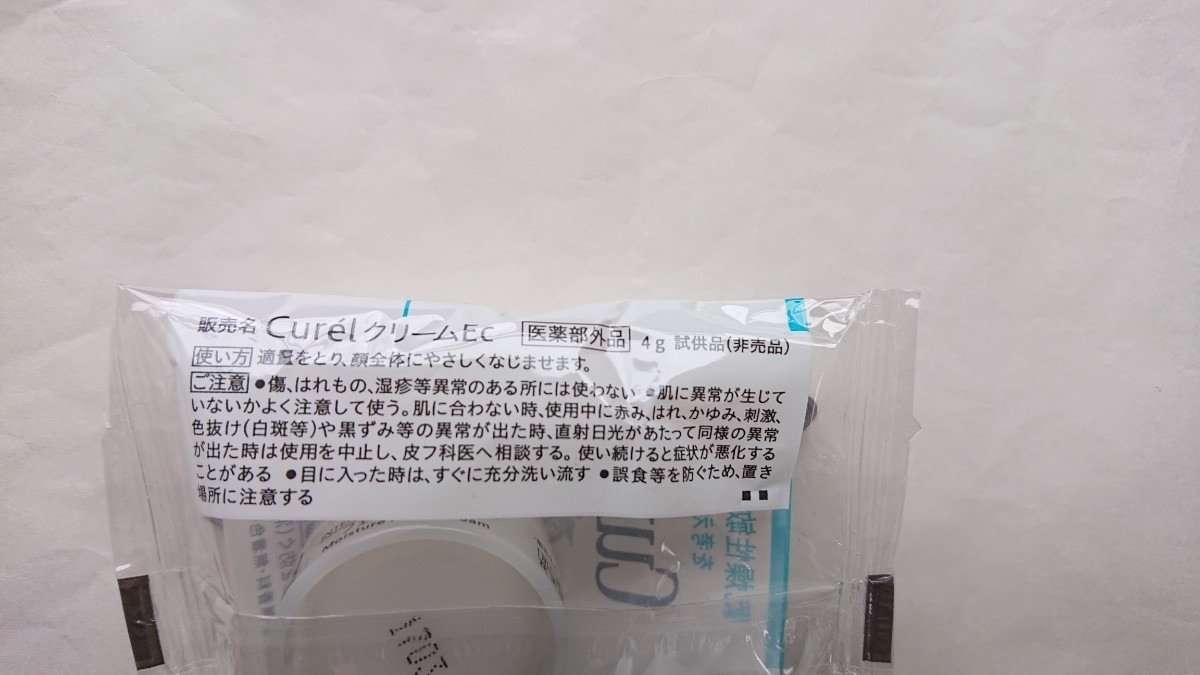 販売名 Curél クリームEc 医薬部外品 4g 試供品(非売品)
使い方 適量をとり、顔全体にやさしくなじませます。
ご注意 ●傷、はれもの、湿疹等異常のある所には使わない ●肌に異常が生じて
いないかよく注意して使う。肌に合わない時、使用中に赤み、はれ、かゆみ、刺激、
色抜け(白斑等)や黒ずみ等の異常が出た時、直射日光があたって同様の異常
が出た時は使用を中止し、皮フ科医へ相談する。使い続けると症状が悪化する
ことがある ●目に入った時は、すぐに充分洗い流す ●誤食等を防ぐため、置き
場所に注意する
Moisture